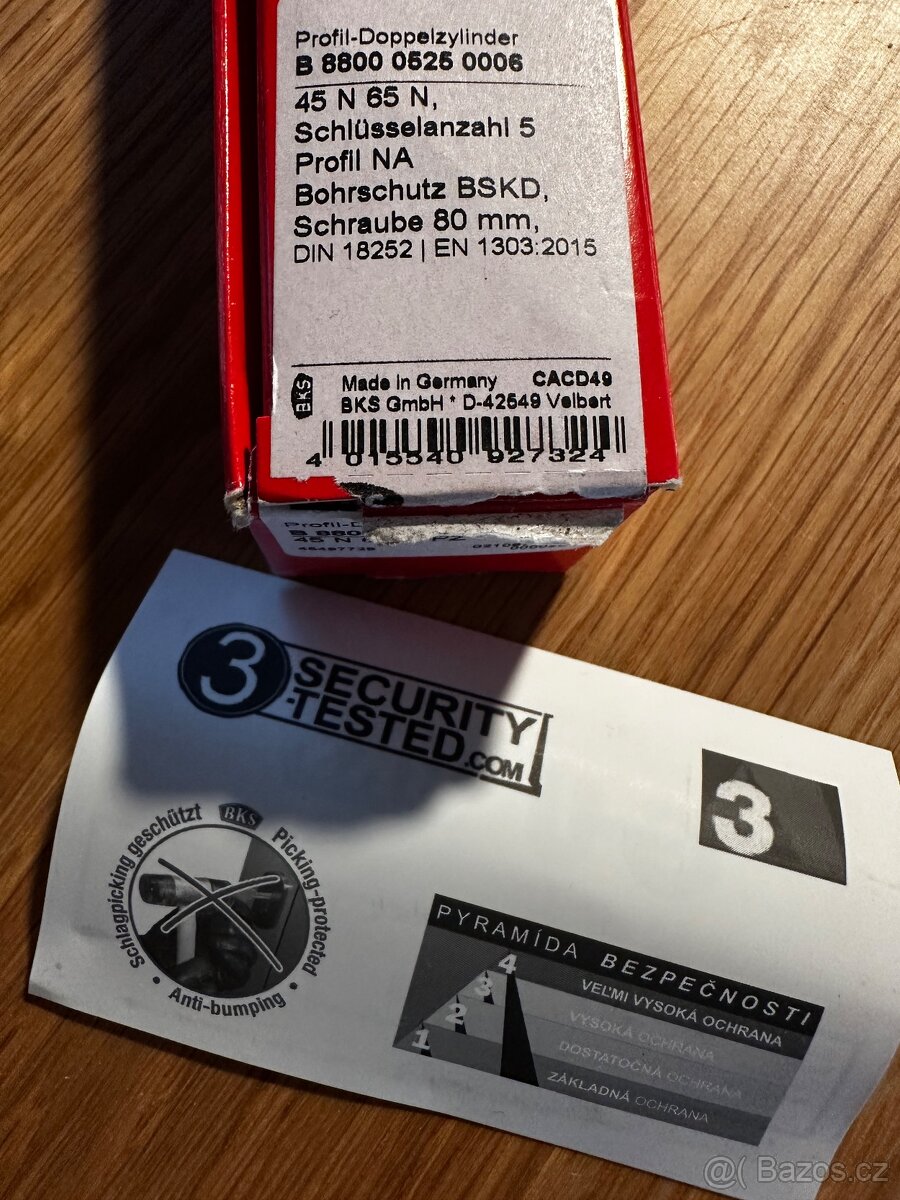 Profil-Doppelzylinder
B 8800 0525 0006
45 N 65 N,
Schlüsselanzahl 5
Profil NA
Bohrschutz BSKD,
Schraube 80 mm,
DIN 18252 | EN 1303:2015
BKS
Made in Germany CACD49
BKS GmbH * D-42549 Velbert
4 015540 927324
45 N
3 SECURITY
-TESTED.COM
3
Schlagpicking geschützt BKS Picking-protected
• Anti-bumping •
PYRAMÍDA BEZPEČNOSTI
4 VEĽMI VYSOKÁ OCHRANA
3 VYSOKÁ OCHRANA
2 DOSTATOČNÁ OCHRANA
1 ZÁKLADNÁ OCHRANA
@( Bazos.cz